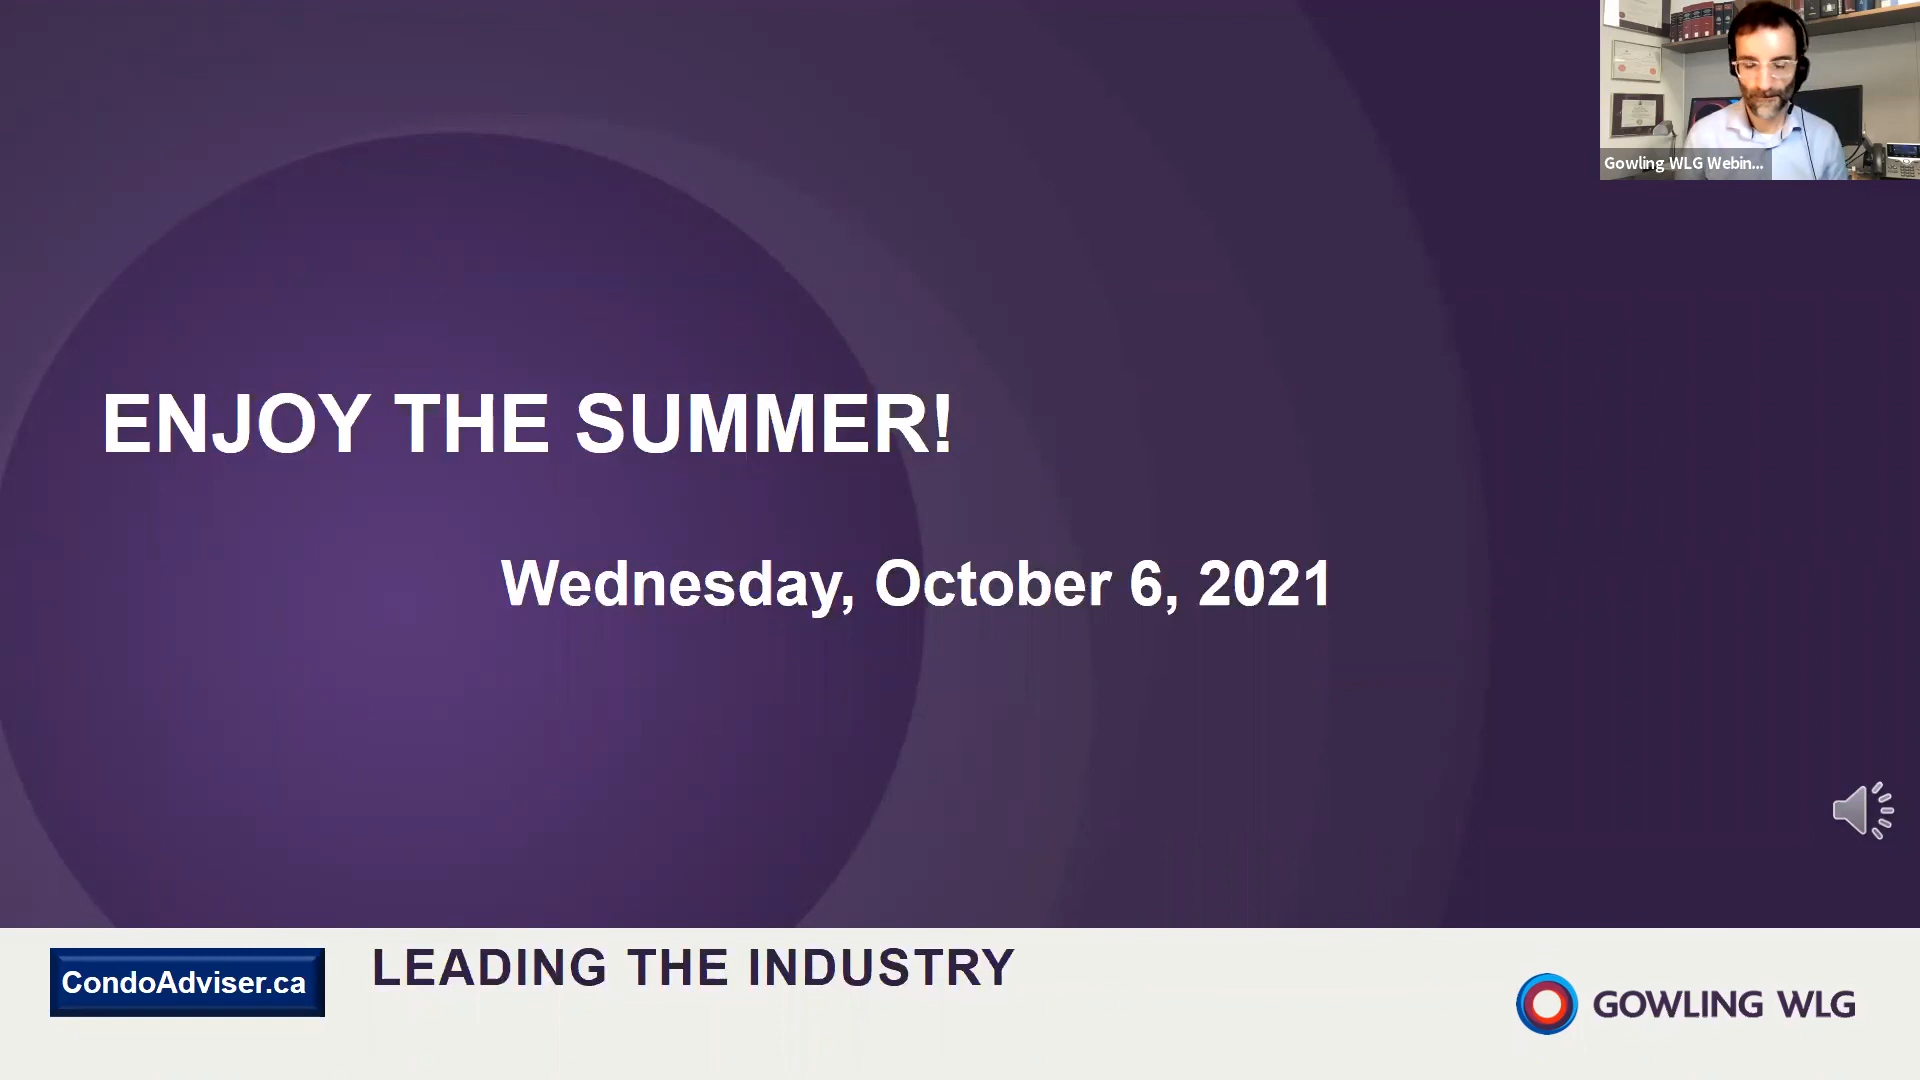 Gowling WLG Webin...
ENJOY THE SUMMER!
Wednesday, October 6, 2021
CondoAdviser.ca
LEADING THE INDUSTRY
GOWLING WLG